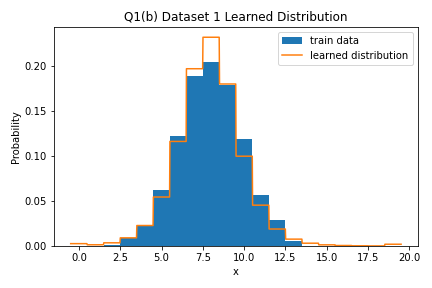 Q1(b) Dataset 1 Learned Distribution
train data
learned distribution
Probability
0.20
0.15
0.10
0.05
0.00
0.0 2.5 5.0 7.5 10.0 12.5 15.0 17.5 20.0
x